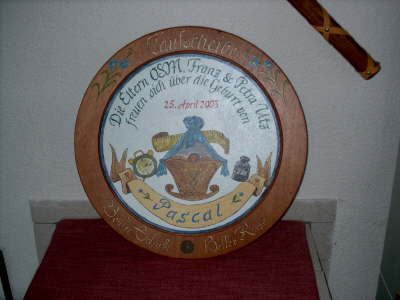 Taufscheibe
Die Eltern OSM. Franz & Petra Utz
freuen sich über die Geburt von
25. April 2003
Pascal